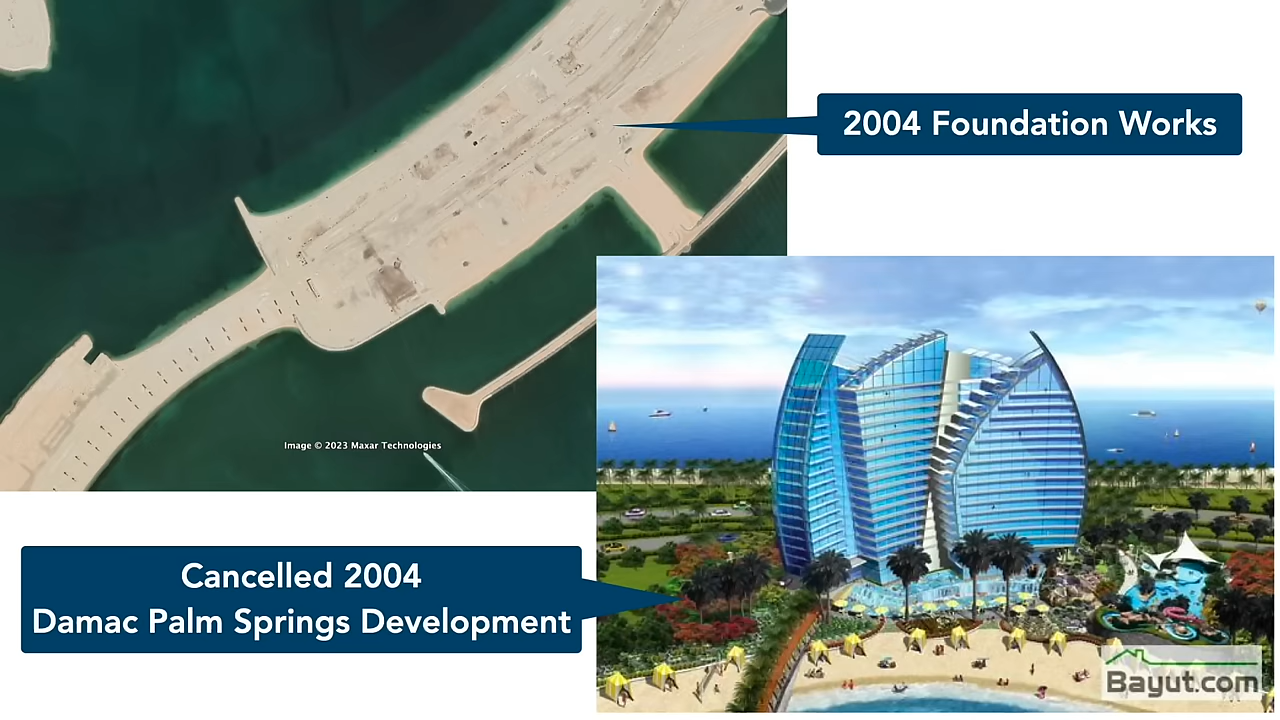 2004 Foundation Works
Image © 2023 Maxar Technologies
Cancelled 2004
Damac Palm Springs Development
Bayut.com